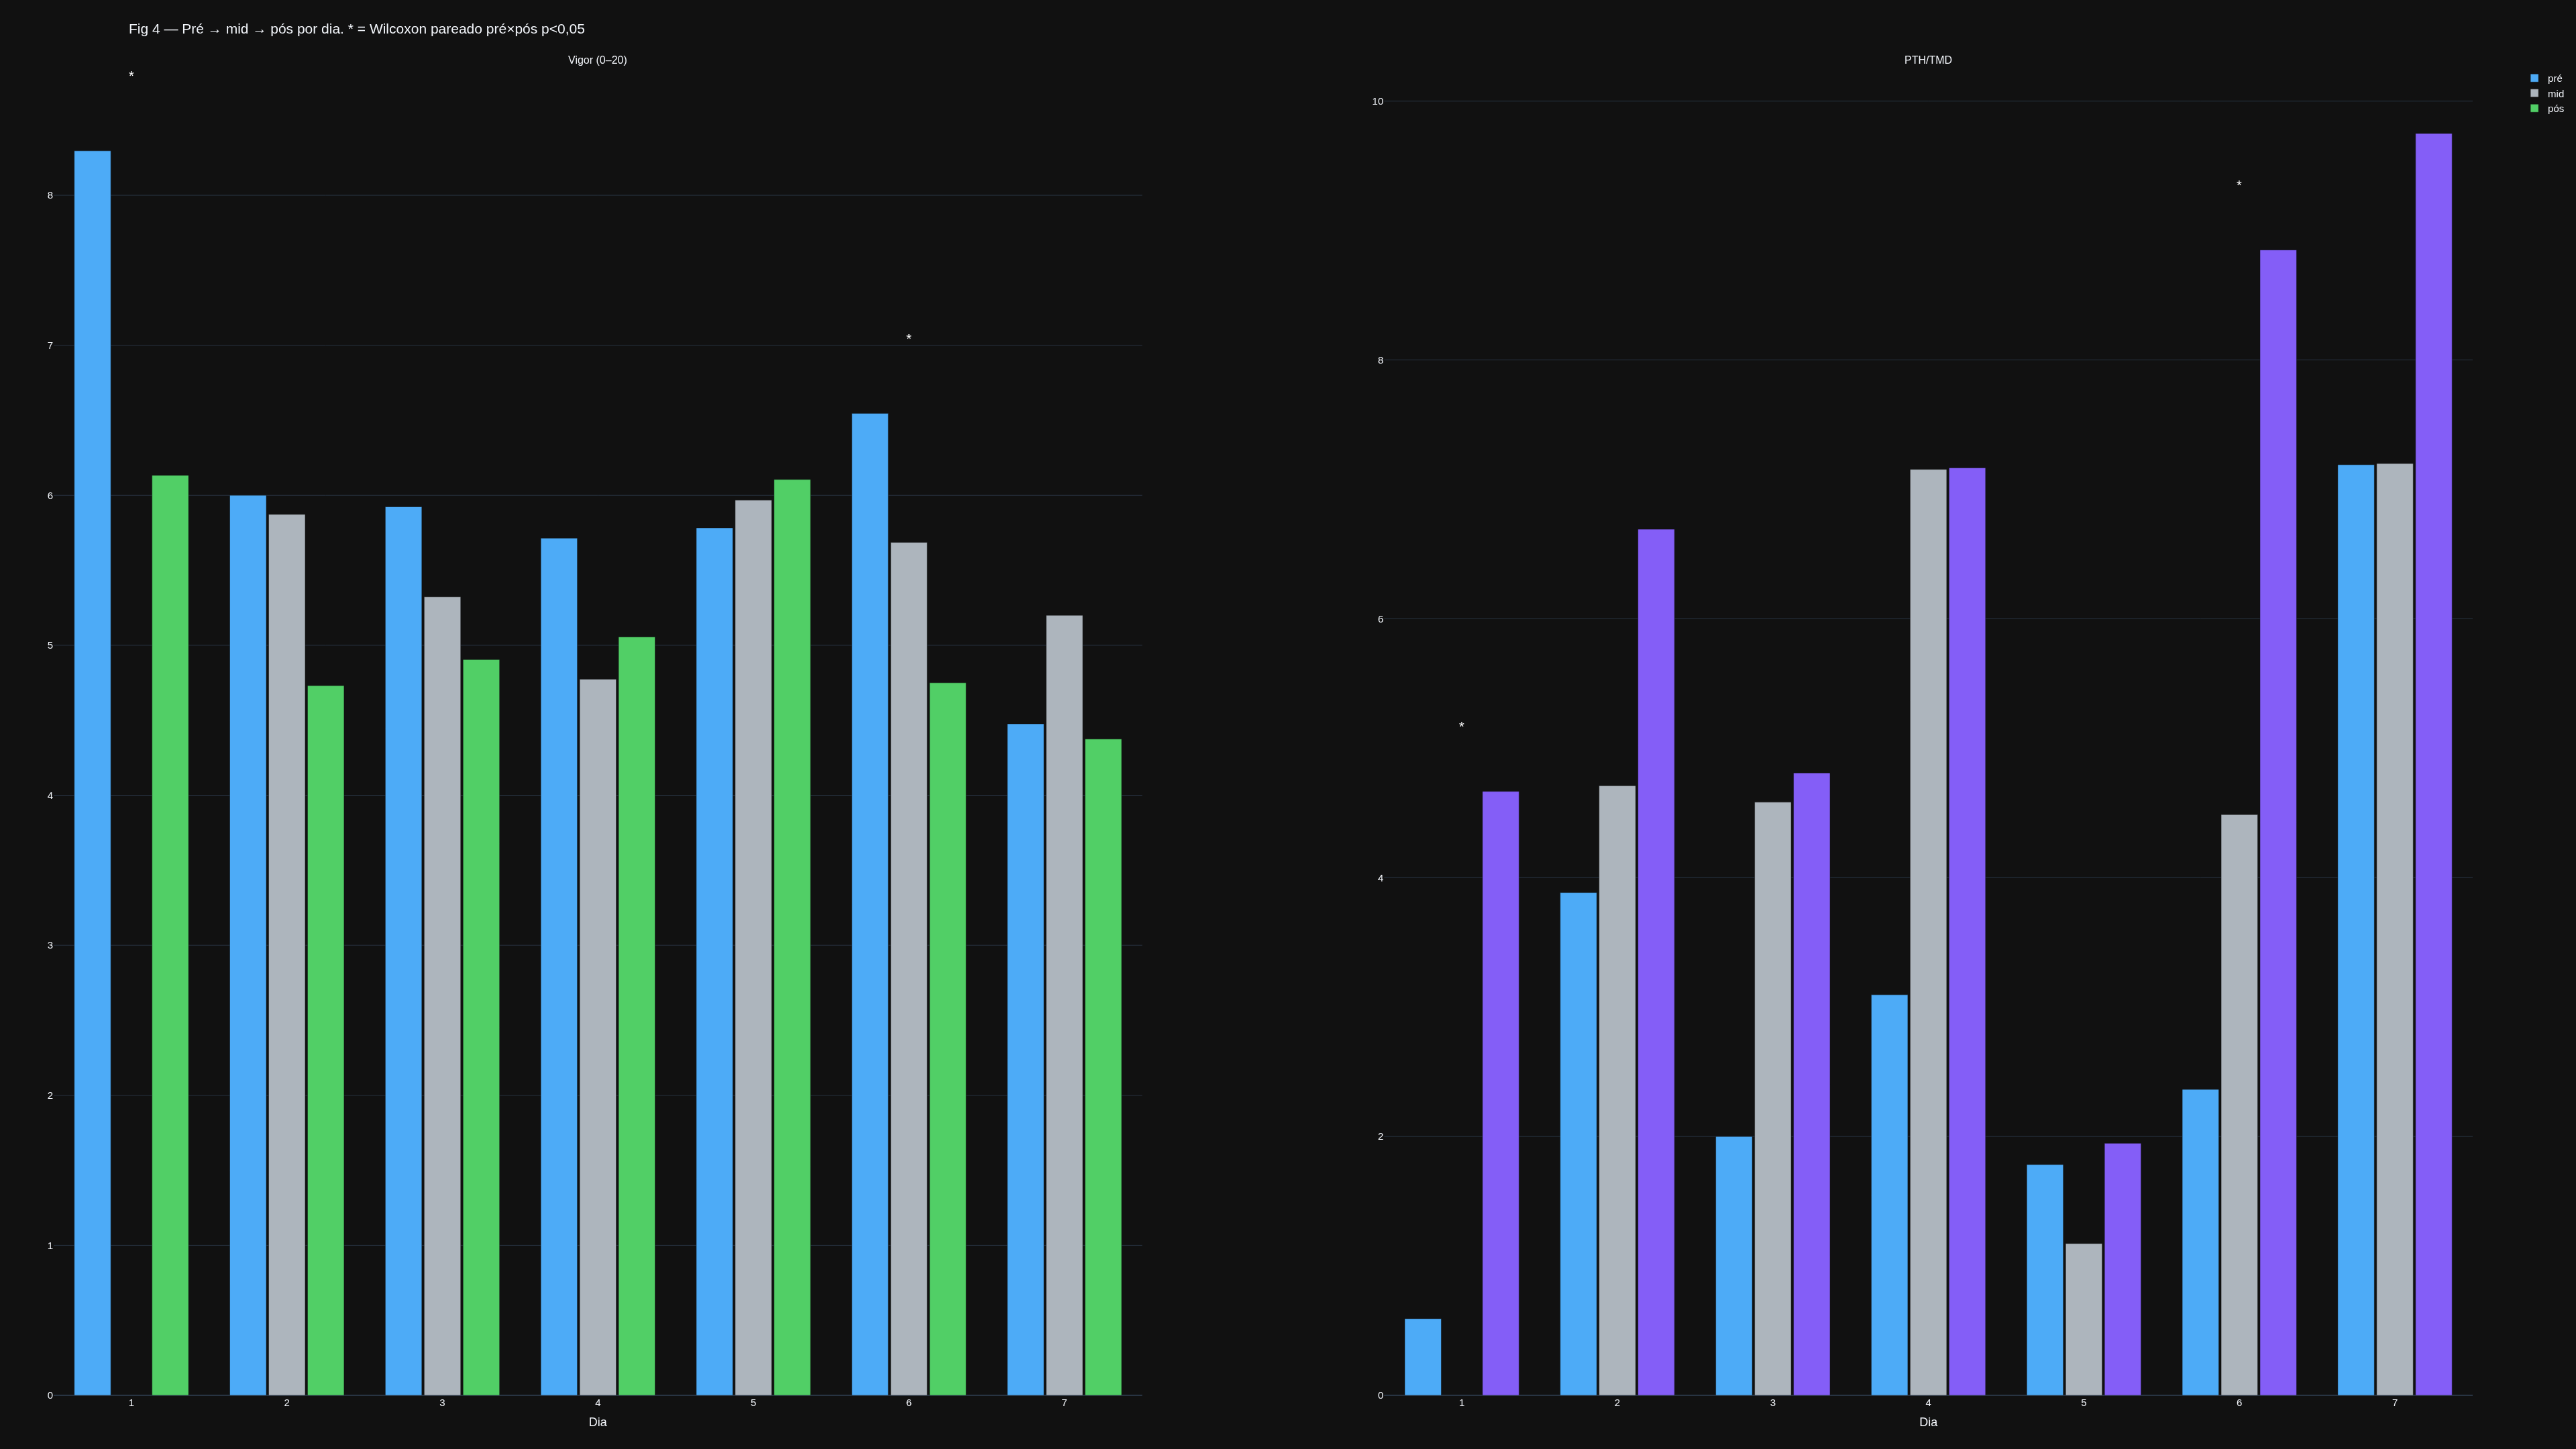 Fig 4 — Pré → mid → pós por dia. * = Wilcoxon pareado pré×pós p<0,05
Vigor (0–20)
*
*
8
7
6
5
4
3
2
1
0
1 2 3 4 5 6 7
Dia
PTH/TMD
*
*
10
8
6
4
2
0
1 2 3 4 5 6 7
Dia
pré
mid
pós